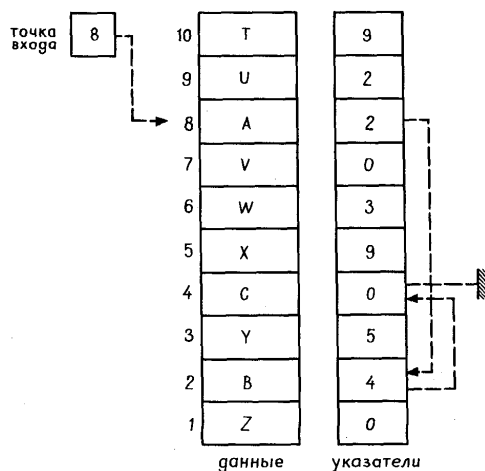 точка
входа
8
10 T 9
9 U 2
8 A 2
7 V 0
6 W 3
5 X 9
4 C 0
3 Y 5
2 B 4
1 Z 0
данные указатели